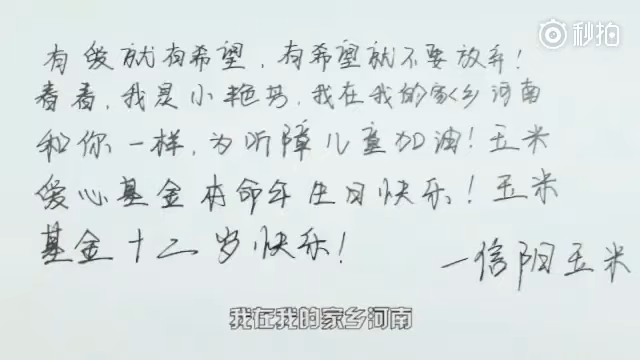 秒拍
有爱就有希望，有希望就不要放弃！
春春，我是小艳丹，我在我的家乡河南
和你一样，为听障儿童加油！玉米
爱心基金本命年生日快乐！玉米
基金十二岁快乐！
一信阳玉米
我在我的家乡河南